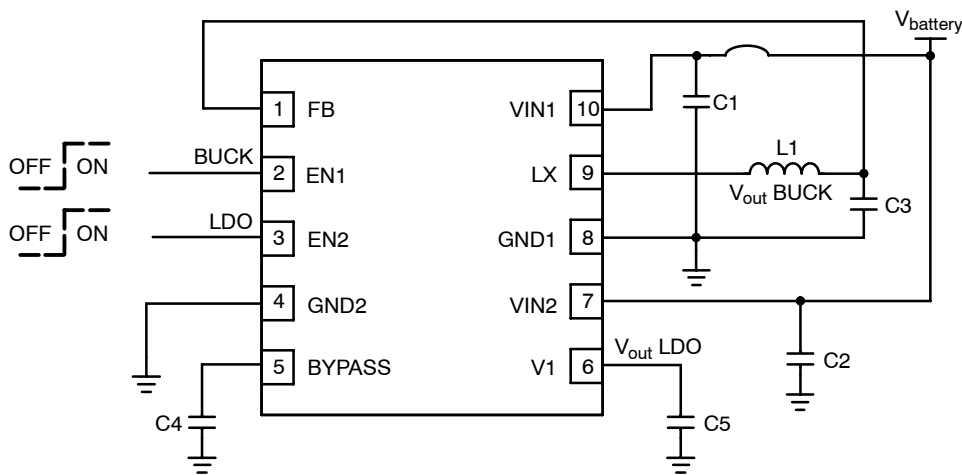 Vbattery
1 FB
VIN1 10
C1
OFF ON
BUCK
2 EN1
LX 9
L1
Vout BUCK
C3
OFF ON
LDO
3 EN2
GND1 8
4 GND2
VIN2 7
5 BYPASS
V1 6
Vout LDO
C2
C4
C5